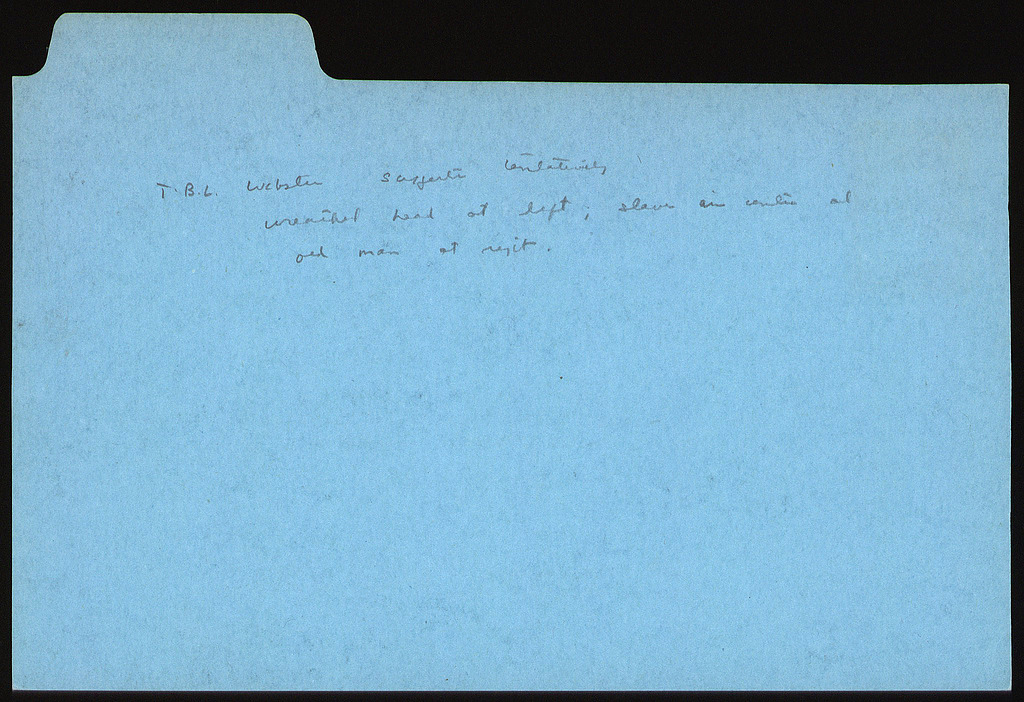 T.B.L. Webster suggests tentatively
wreathed head at left; slave in centre and
old man at right.